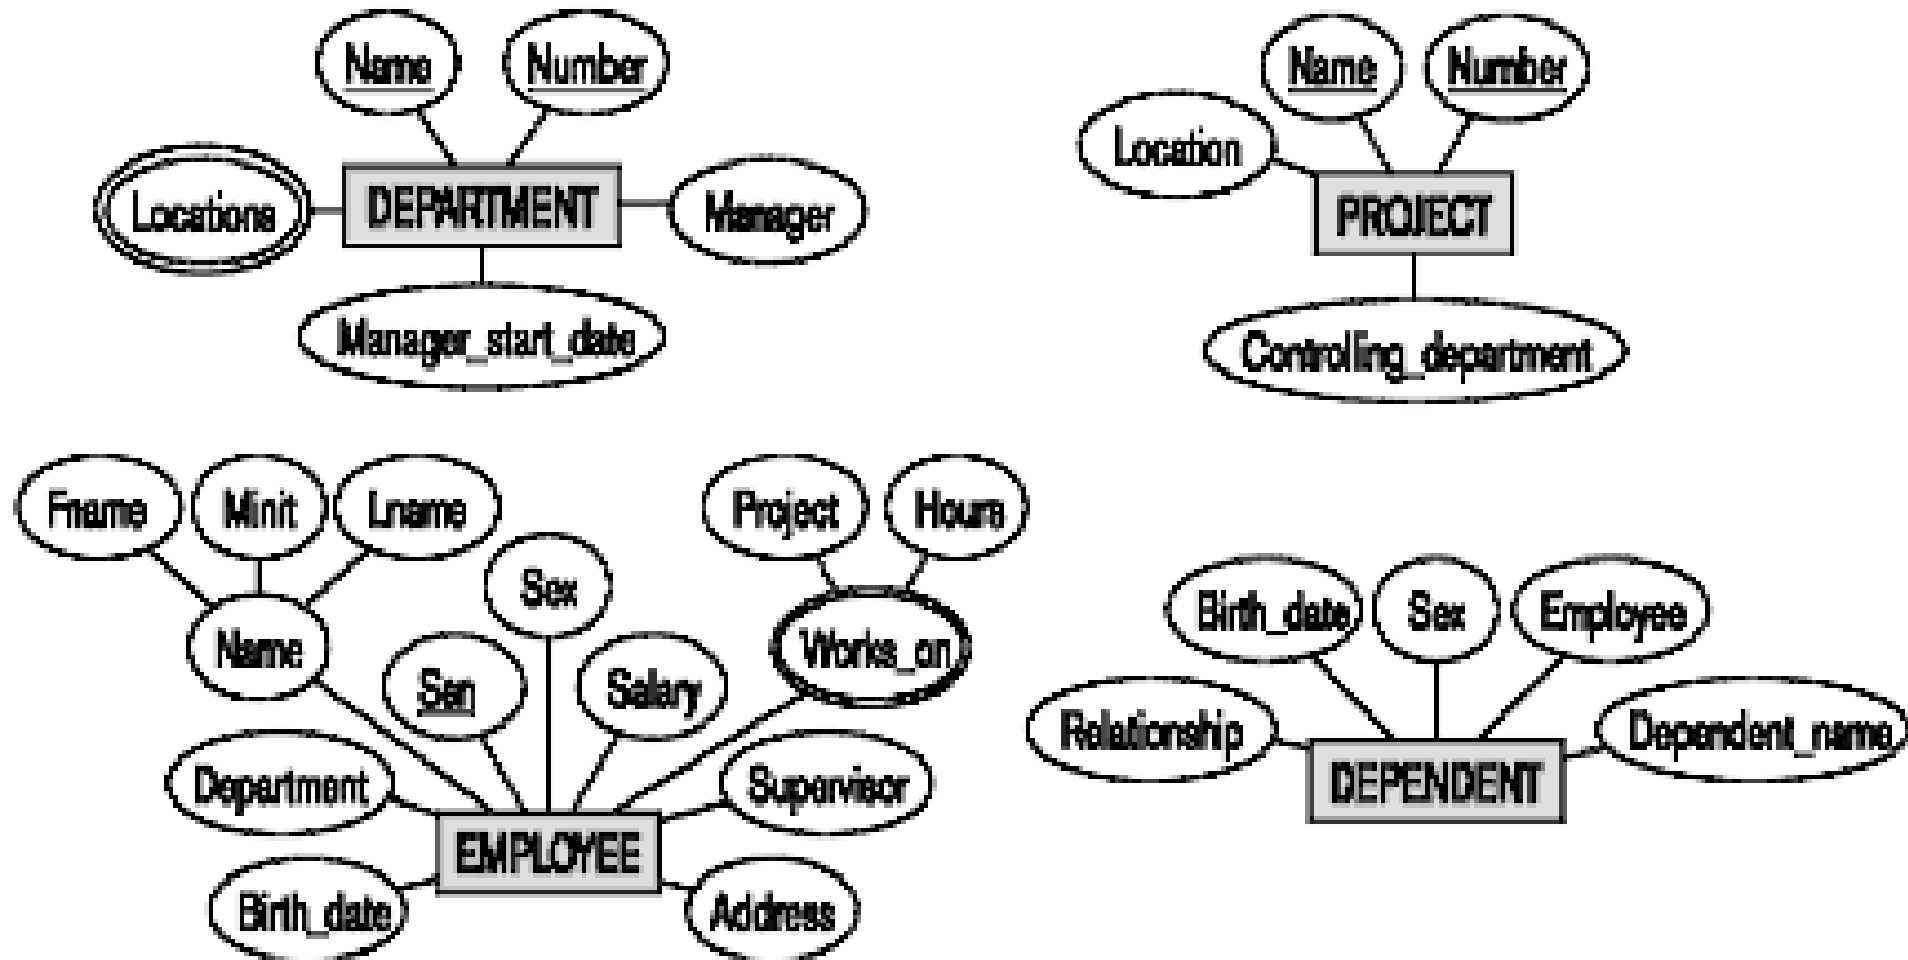 Name
Number
Locations
DEPARTMENT
Manager
Manager_start_date
Name
Number
Location
PROJECT
Controlling_department
Fname
Minit
Lname
Project
Hours
Sex
Name
Ssn
Salary
Works_on
Department
Supervisor
EMPLOYEE
Birth_date
Address
Birth_date
Sex
Employee
Relationship
Dependent_name
DEPENDENT